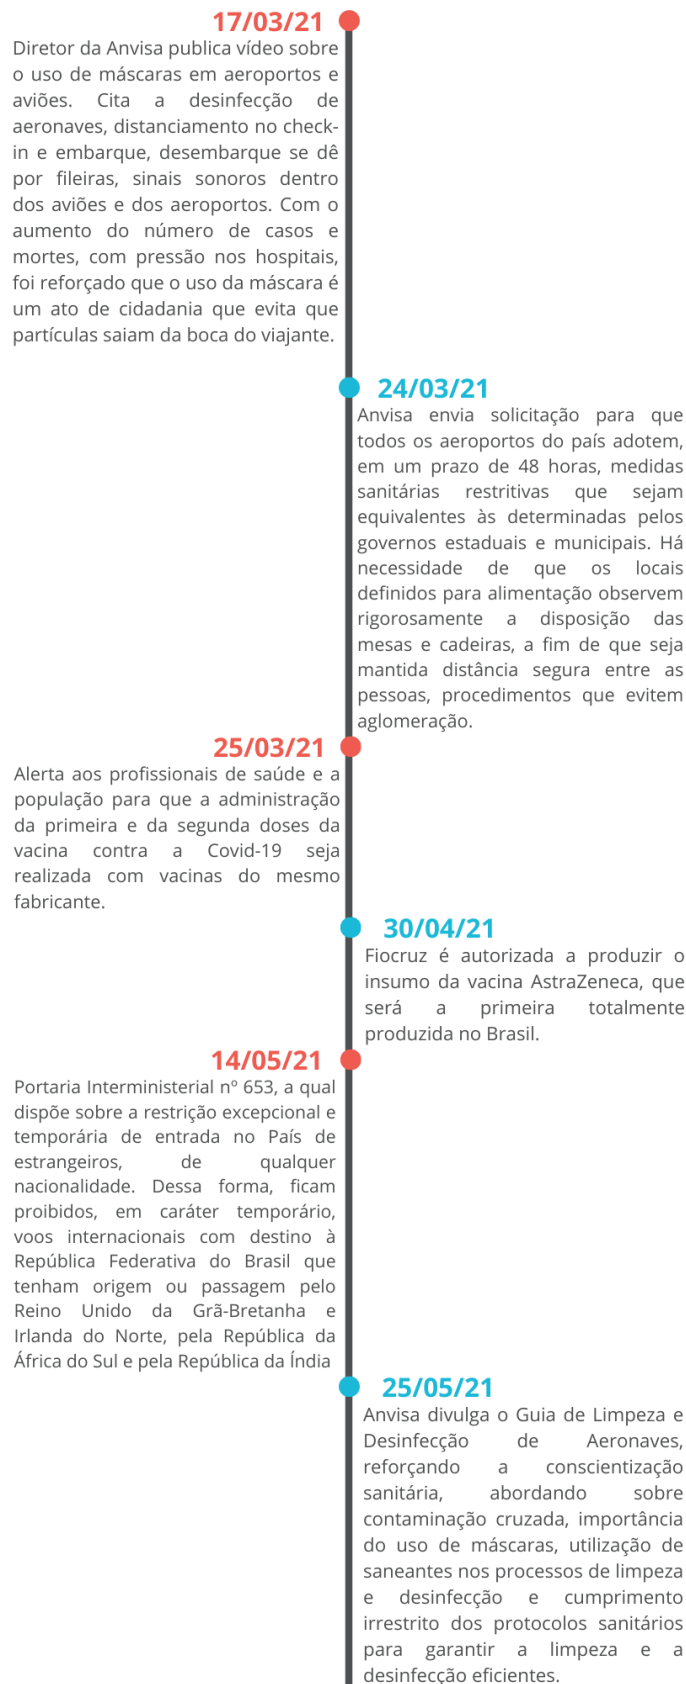 17/03/21
Diretor da Anvisa publica vídeo sobre
o uso de máscaras em aeroportos e
aviões. Cita a desinfecção de
aeronaves, distanciamento no check-
in e embarque, desembarque se dê
por fileiras, sinais sonoros dentro
dos aviões e dos aeroportos. Com o
aumento do número de casos e
mortes, com pressão nos hospitais,
foi reforçado que o uso da máscara é
um ato de cidadania que evita que
partículas saiam da boca do viajante.
24/03/21
Anvisa envia solicitação para que
todos os aeroportos do país adotem,
em um prazo de 48 horas, medidas
sanitárias restritivas que sejam
equivalentes às determinadas pelos
governos estaduais e municipais. Há
necessidade de que os locais
definidos para alimentação observem
rigorosamente a disposição das
mesas e cadeiras, a fim de que seja
mantida distância segura entre as
pessoas, procedimentos que evitem
aglomeração.
25/03/21
Alerta aos profissionais de saúde e a
população para que a administração
da primeira e da segunda doses da
vacina contra a Covid-19 seja
realizada com vacinas do mesmo
fabricante.
30/04/21
Fiocruz é autorizada a produzir o
insumo da vacina AstraZeneca, que
será a primeira totalmente
produzida no Brasil.
14/05/21
Portaria Interministerial nº 653, a qual
dispõe sobre a restrição excepcional e
temporária de entrada no País de
estrangeiros, de qualquer
nacionalidade. Dessa forma, ficam
proibidos, em caráter temporário,
voos internacionais com destino à
República Federativa do Brasil que
tenham origem ou passagem pelo
Reino Unido da Grã-Bretanha e
Irlanda do Norte, pela República da
África do Sul e pela República da Índia
25/05/21
Anvisa divulga o Guia de Limpeza e
Desinfecção de Aeronaves,
reforçando a conscientização
sanitária, abordando sobre
contaminação cruzada, importância
do uso de máscaras, utilização de
saneantes nos processos de limpeza
e desinfecção e cumprimento
irrestrito dos protocolos sanitários
para garantir a limpeza e a
desinfecção eficientes.